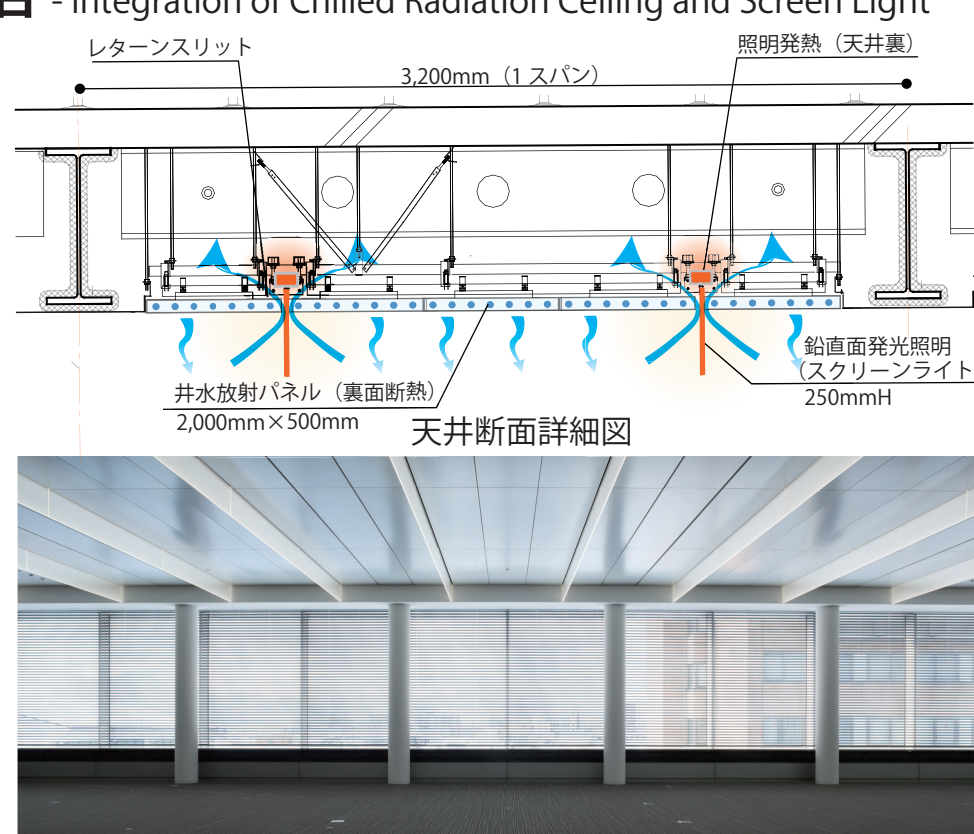 - Integration of Chilled Radiation Ceiling and Screen Light
レターンスリット
照明発熱（天井裏）
3,200mm（1 スパン）
鉛直面発光照明
（スクリーンライト
250mmH
井水放射パネル（裏面断熱）
2,000mm×500mm
天井断面詳細図